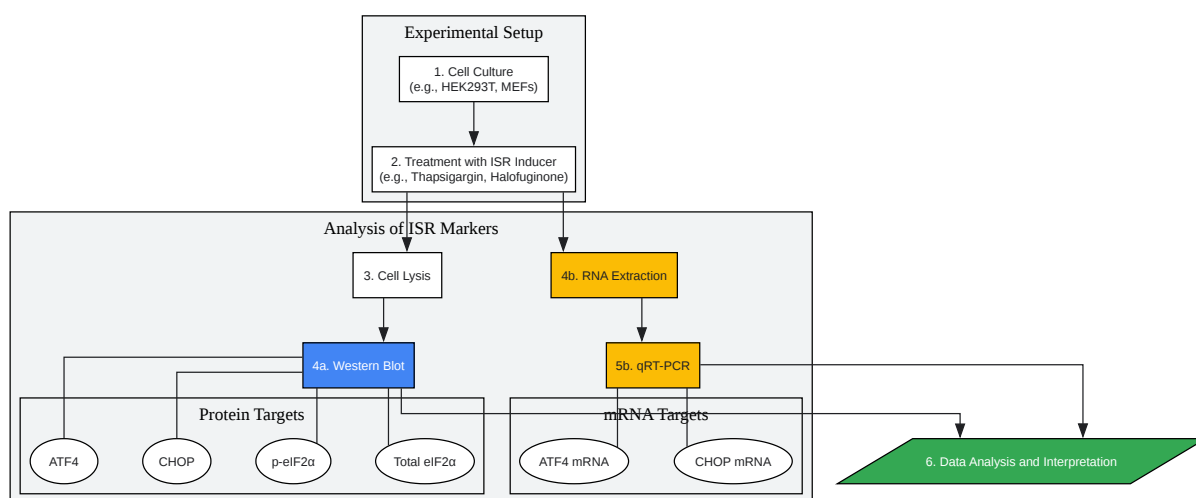 Experimental Setup
1. Cell Culture
(e.g., HEK293T, MEFs)
2. Treatment with ISR Inducer
(e.g., Thapsigargin, Halofuginone)
Analysis of ISR Markers
3. Cell Lysis
4b. RNA Extraction
4a. Western Blot
5b. qRT-PCR
Protein Targets
mRNA Targets
ATF4
CHOP
p-eIF2α
Total eIF2α
ATF4 mRNA
CHOP mRNA
6. Data Analysis and Interpretation